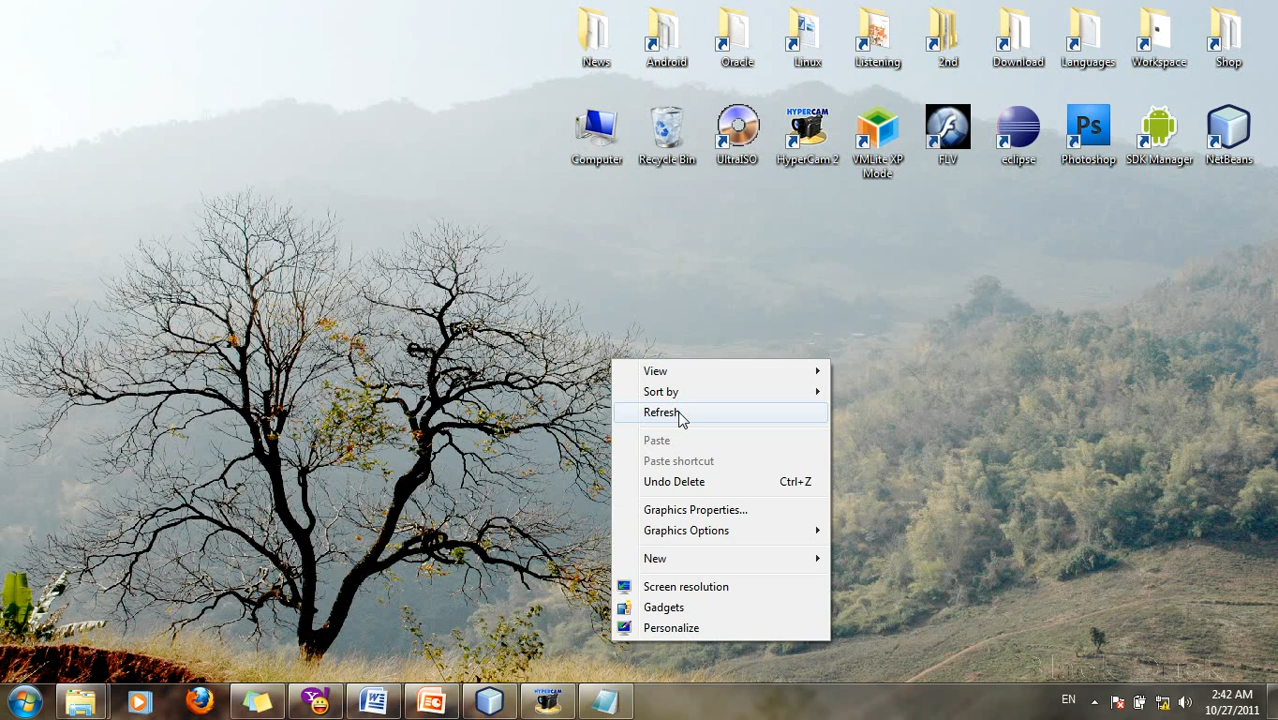 News Android Oracle Linux Listening 2nd Download Languages Workspace Shop
HYPERCAM Ps
Computer Recycle Bin UltraISO HyperCam 2 VMLite XP Mode FLV eclipse Photoshop SDK Manager NetBeans
View
Sort by
Refresh
Paste
Paste shortcut
Undo Delete Ctrl+Z
Graphics Properties...
Graphics Options
New
Screen resolution
Gadgets
Personalize
HYPERCAM
EN
2:42 AM
10/27/2011